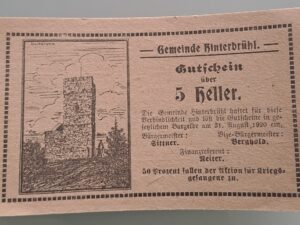 Gemeinde Hinterbrühl.
Gutschein
über
5 Heller.
Die Gemeinde Hinterbrühl haftet für diese
Verbindlichkeit und löst die Gutscheine in ge-
setzlichem Bargelde am 31. August 1920 ein.
Bürgermeister: Vize-Bürgermeister:
Sittner. Berghold.
Finanzreferent:
Reiter.
50 Prozent fallen der Aktion für Kriegs-
gefangene zu.